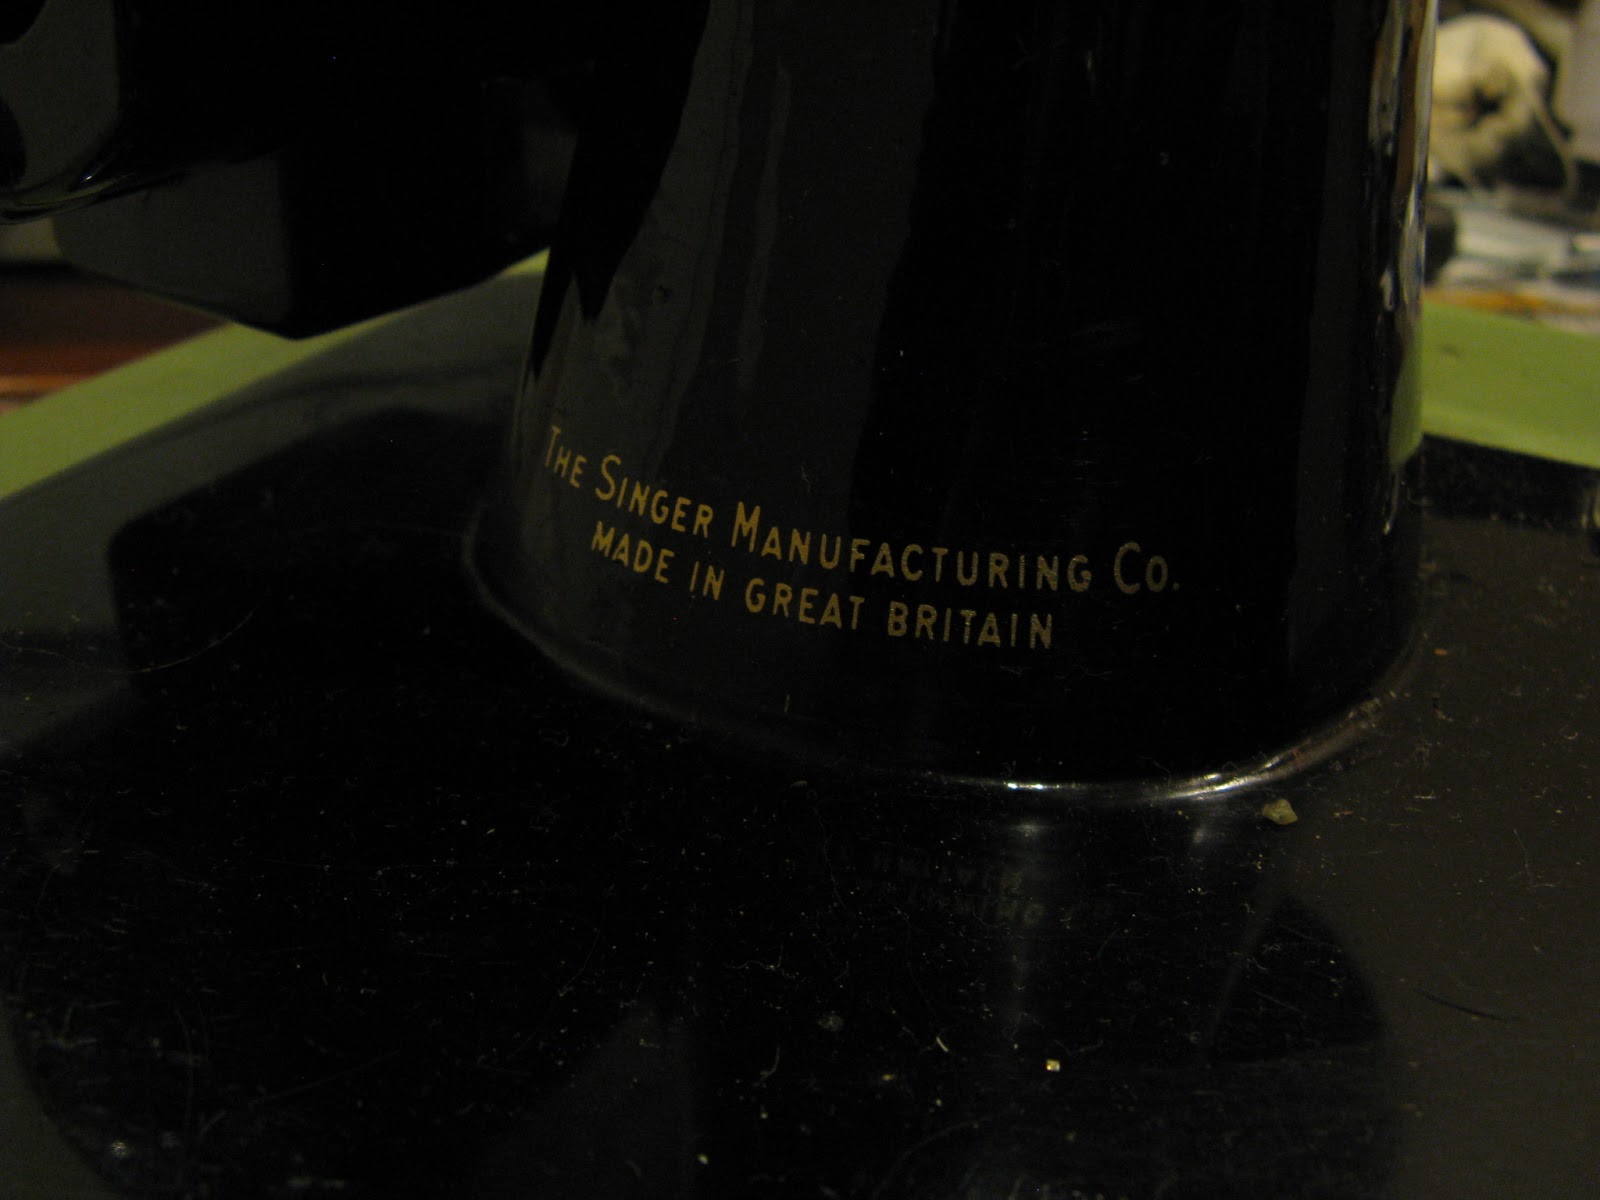 The Singer Manufacturing Co.
MADE IN GREAT BRITAIN